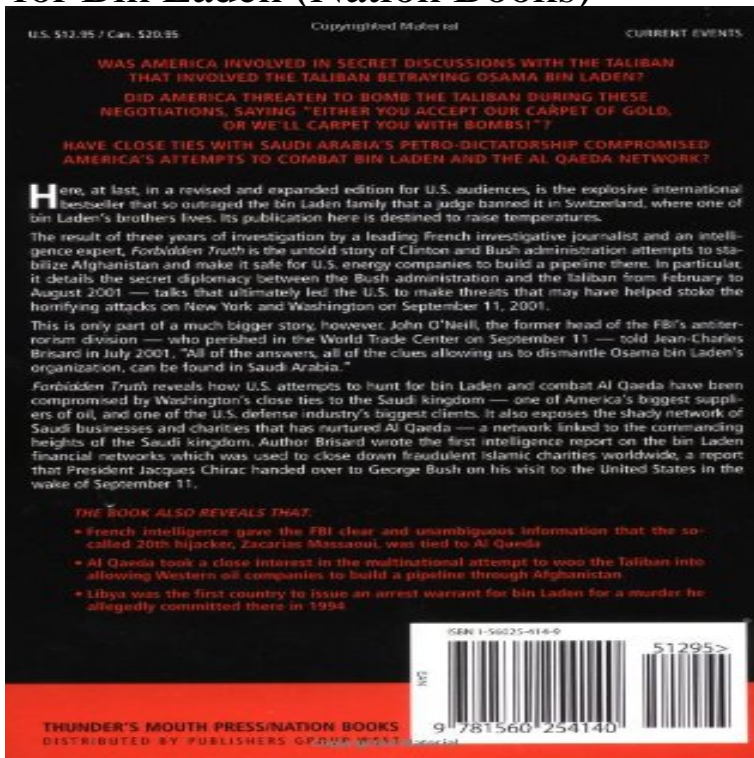 for Bin Laden (Nation Books)
U.S. $12.95 / Can. $20.95
Copyrighted Material
CURRENT EVENTS
WAS AMERICA INVOLVED IN SECRET DISCUSSIONS WITH THE TALIBAN
THAT INVOLVED THE TALIBAN BETRAYING OSAMA BIN LADEN?
DID AMERICA THREATEN TO BOMB THE TALIBAN DURING THESE
NEGOTIATIONS, SAYING "EITHER YOU ACCEPT OUR CARPET OF GOLD,
OR WE'LL CARPET YOU WITH BOMBS!"?
HAVE CLOSE TIES WITH SAUDI ARABIA'S PETRO-DICTATORSHIP COMPROMISED
AMERICA'S ATTEMPTS TO COMBAT BIN LADEN AND THE AL QAEDA NETWORK?
Here, at last, in a revised and expanded edition for U.S. audiences, is the explosive international
bestseller that so outraged the bin Laden family that a judge banned it in Switzerland, where one of
bin Laden's brothers lives. Its publication here is destined to raise temperatures.
The result of three years of investigation by a leading French investigative journalist and an intelli-
gence expert, Forbidden Truth is the untold story of Clinton and Bush administration attempts to sta-
bilize Afghanistan and make it safe for U.S. energy companies to build a pipeline there. In particular,
it details the secret diplomacy between the Bush administration and the Taliban from February to
August 2001 — talks that ultimately led the U.S. to make threats that may have helped stoke the
horrifying attacks on New York and Washington on September 11, 2001.
This is only part of a much bigger story, however. John O'Neill, the former head of the FBI's antiter-
rorism division — who perished in the World Trade Center on September 11 — told Jean-Charles
Brisard in July 2001, "All of the answers, all of the clues allowing us to dismantle Osama bin Laden's
organization, can be found in Saudi Arabia."
Forbidden Truth reveals how U.S. attempts to hunt for bin Laden and combat Al Qaeda have been
compromised by Washington's close ties to the Saudi kingdom — one of America's biggest suppli-
ers of oil, and one of the U.S. defense industry's biggest clients. It also exposes the shady network of
Saudi businesses and charities that has nurtured Al Qaeda — a network linked to the commanding
heights of the Saudi kingdom. Author Brisard wrote the first intelligence report on the bin Laden
financial networks which was used to close down fraudulent Islamic charities worldwide, a report
that President Jacques Chirac handed over to George Bush on his visit to the United States in the
wake of September 11.
THE BOOK ALSO REVEALS THAT:
• French intelligence gave the FBI clear and unambiguous information that the so-
called 20th hijacker, Zacarias Massaoui, was tied to Al Qaeda
• Al Qaeda took a close interest in the multinational attempt to woo the Taliban into
allowing Western oil companies to build a pipeline through Afghanistan
• Libya was the first country to issue an arrest warrant for bin Laden for a murder he
allegedly committed there in 1994
ISBN 1-56025-414-9
51295>
EAN
9 781560 254140
THUNDER'S MOUTH PRESS/NATION BOOKS
DISTRIBUTED BY PUBLISHERS GROUP WEST